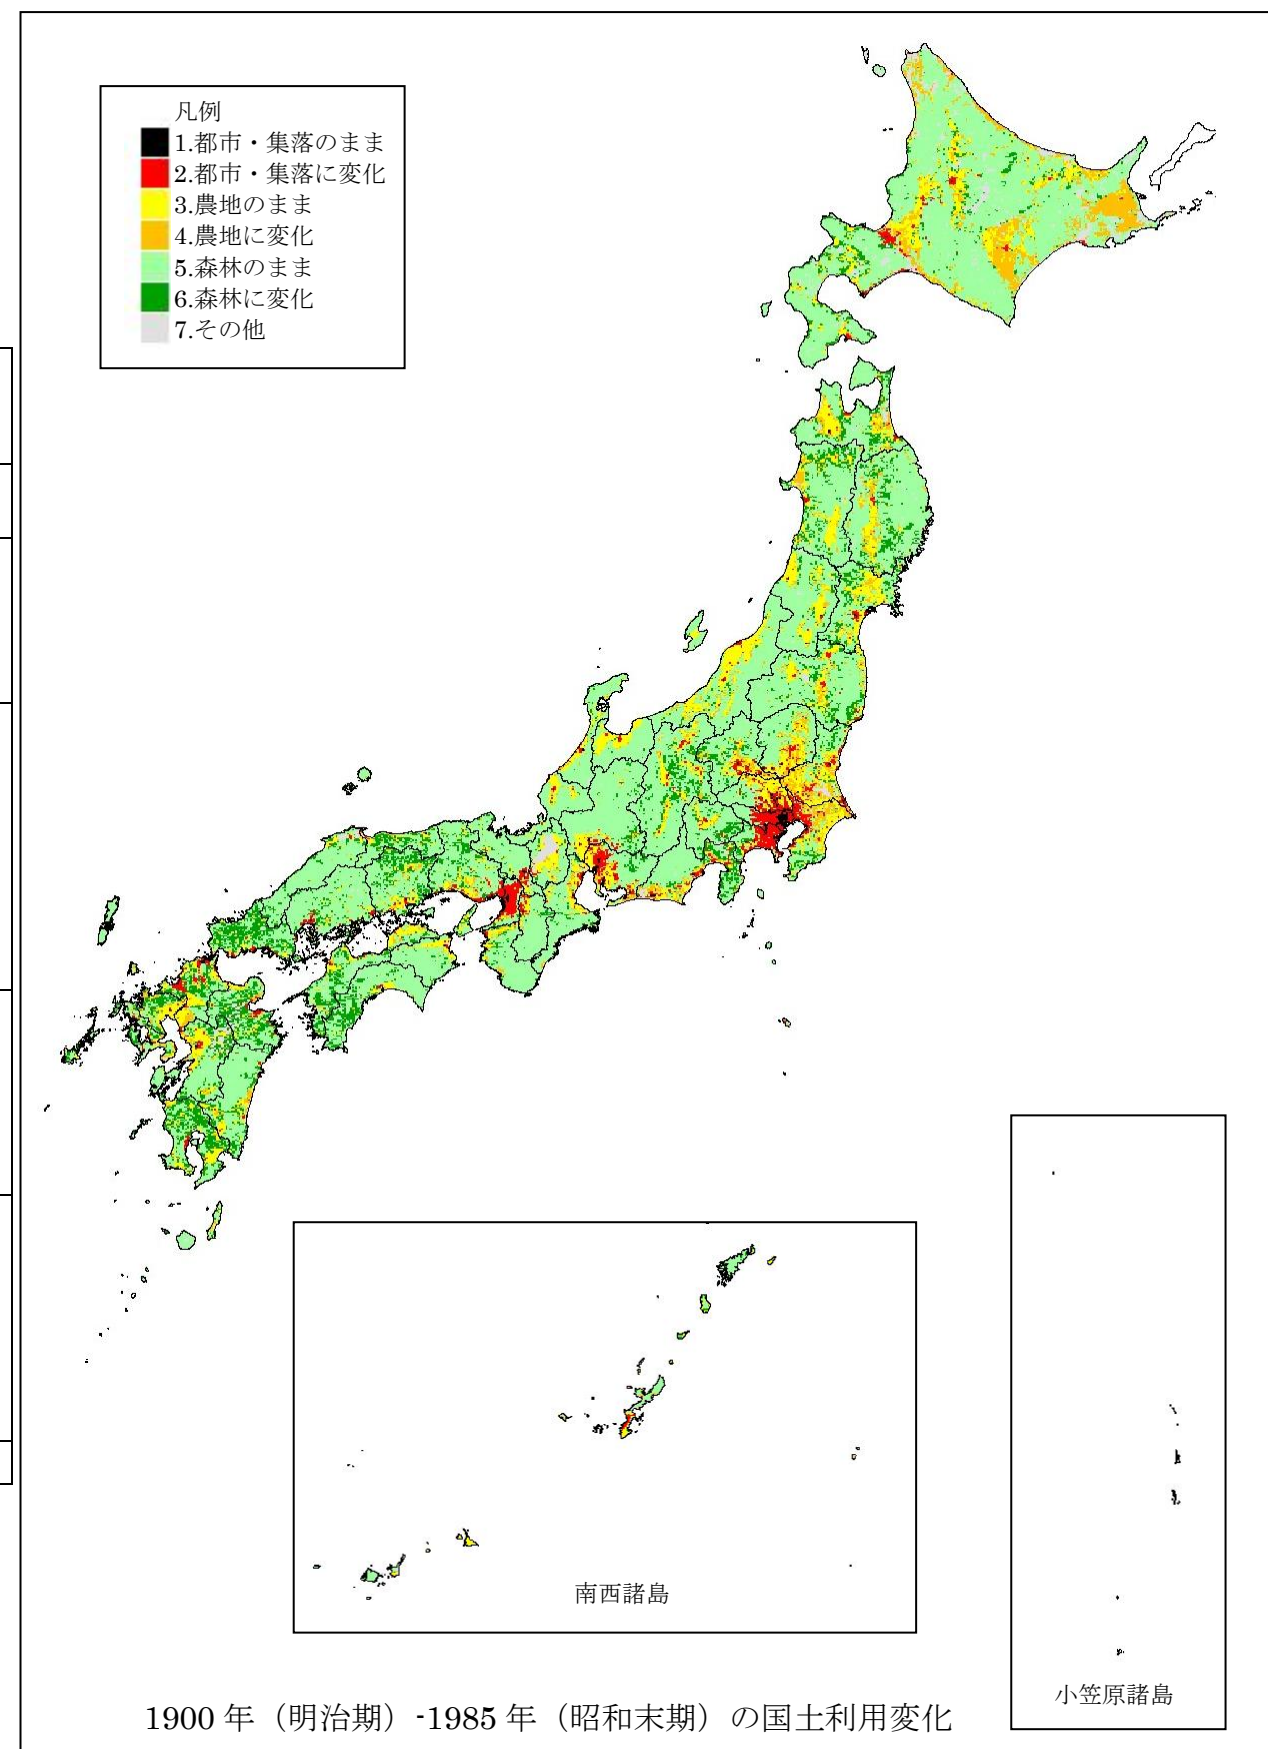 凡例
1.都市・集落のまま
2.都市・集落に変化
3.農地のまま
4.農地に変化
5.森林のまま
6.森林に変化
7.その他
南西諸島
小笠原諸島
1900 年（明治期）-1985 年（昭和末期）の国土利用変化